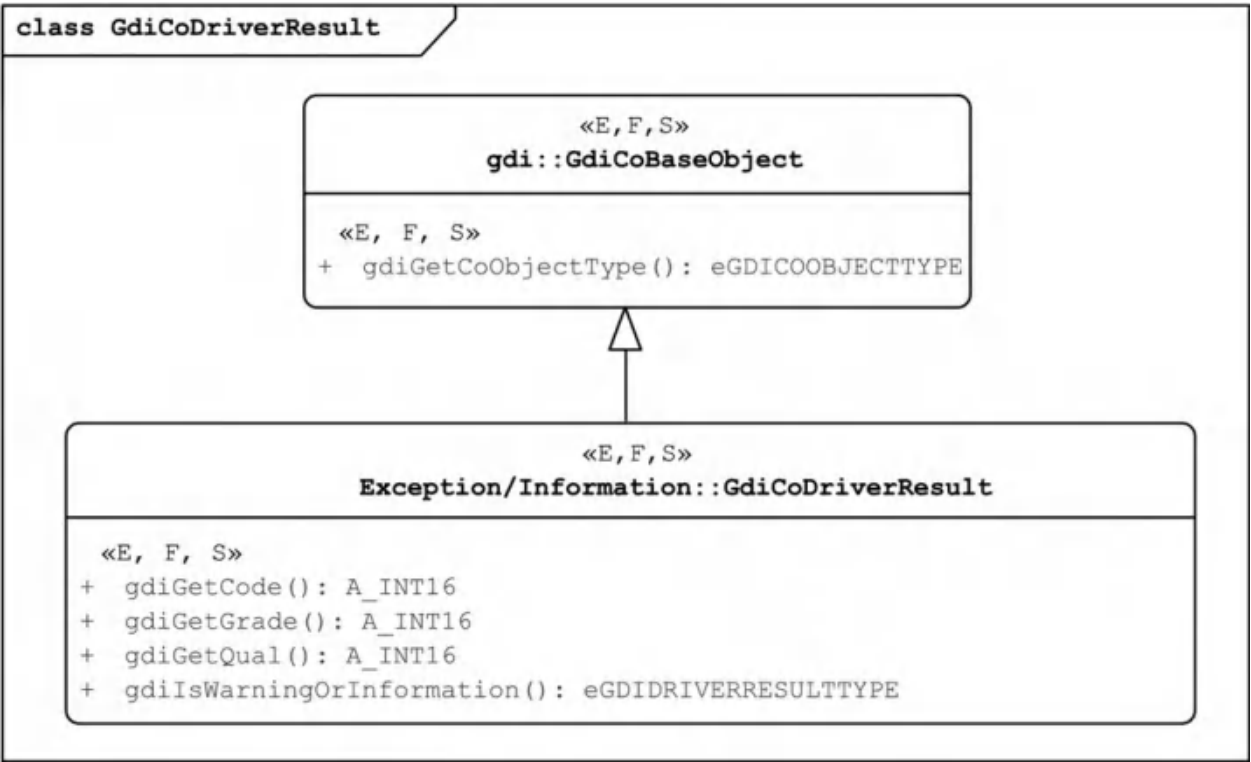 class GdiCoDriverResult
«E,F,S»
gdi::GdiCoBaseObject
«E, F, S»
+ gdiGetCoObjectType(): eGDICOOBJECTTYPE
«E,F,S»
Exception/Information::GdiCoDriverResult
«E, F, S»
+ gdiGetCode(): A_INT16
+ gdiGetGrade(): A_INT16
+ gdiGetQual(): A_INT16
+ gdiIsWarningOrInformation(): eGDIDRIVERRESULTTYPE